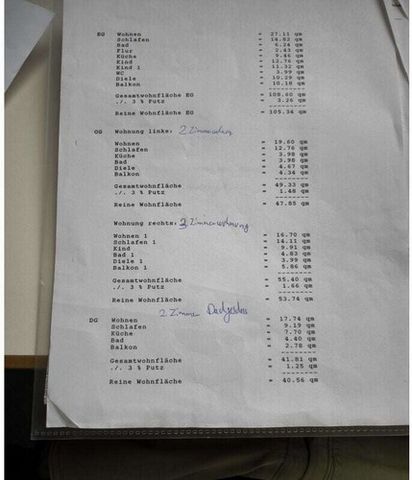 EG Wohnen = 27.11 qm
Schlafen = 14.82 qm
Bad = 6.24 qm
Flur = 2.43 qm
Küche = 9.46 qm
Kind = 12.76 qm
Kind 1 = 11.32 qm
WC = 3.99 qm
Diele = 10.29 qm
Balkon = 10.18 qm
Gesamtwohnfläche EG = 108.60 qm
./. 3 % Putz = 3.26 qm
Reine Wohnfläche EG = 105.34 qm
OG Wohnung links: 2 Zimmer
Wohnen = 19.60 qm
Schlafen = 12.76 qm
Küche = 3.98 qm
Bad = 3.98 qm
Diele = 4.67 qm
Balkon = 4.34 qm
Gesamtwohnfläche = 49.33 qm
./. 3 % Putz = 1.48 qm
Reine Wohnfläche = 47.85 qm
Wohnung rechts: 3 Zimmerwohnung
Wohnen 1 = 16.70 qm
Schlafen 1 = 14.11 qm
Kind = 9.91 qm
Bad 1 = 4.83 qm
Diele 1 = 3.99 qm
Balkon 1 = 5.86 qm
Gesamtwohnfläche = 55.40 qm
./. 3 % Putz = 1.66 qm
Reine Wohnfläche = 53.74 qm
2 Zimmer Dachgeschoss
DG Wohnen = 17.74 qm
Schlafen = 9.19 qm
Küche = 7.70 qm
Bad = 4.40 qm
Balkon = 2.78 qm
Gesamtwohnfläche = 41.81 qm
./. 3 % Putz = 1.25 qm
Reine Wohnfläche = 40.56 qm